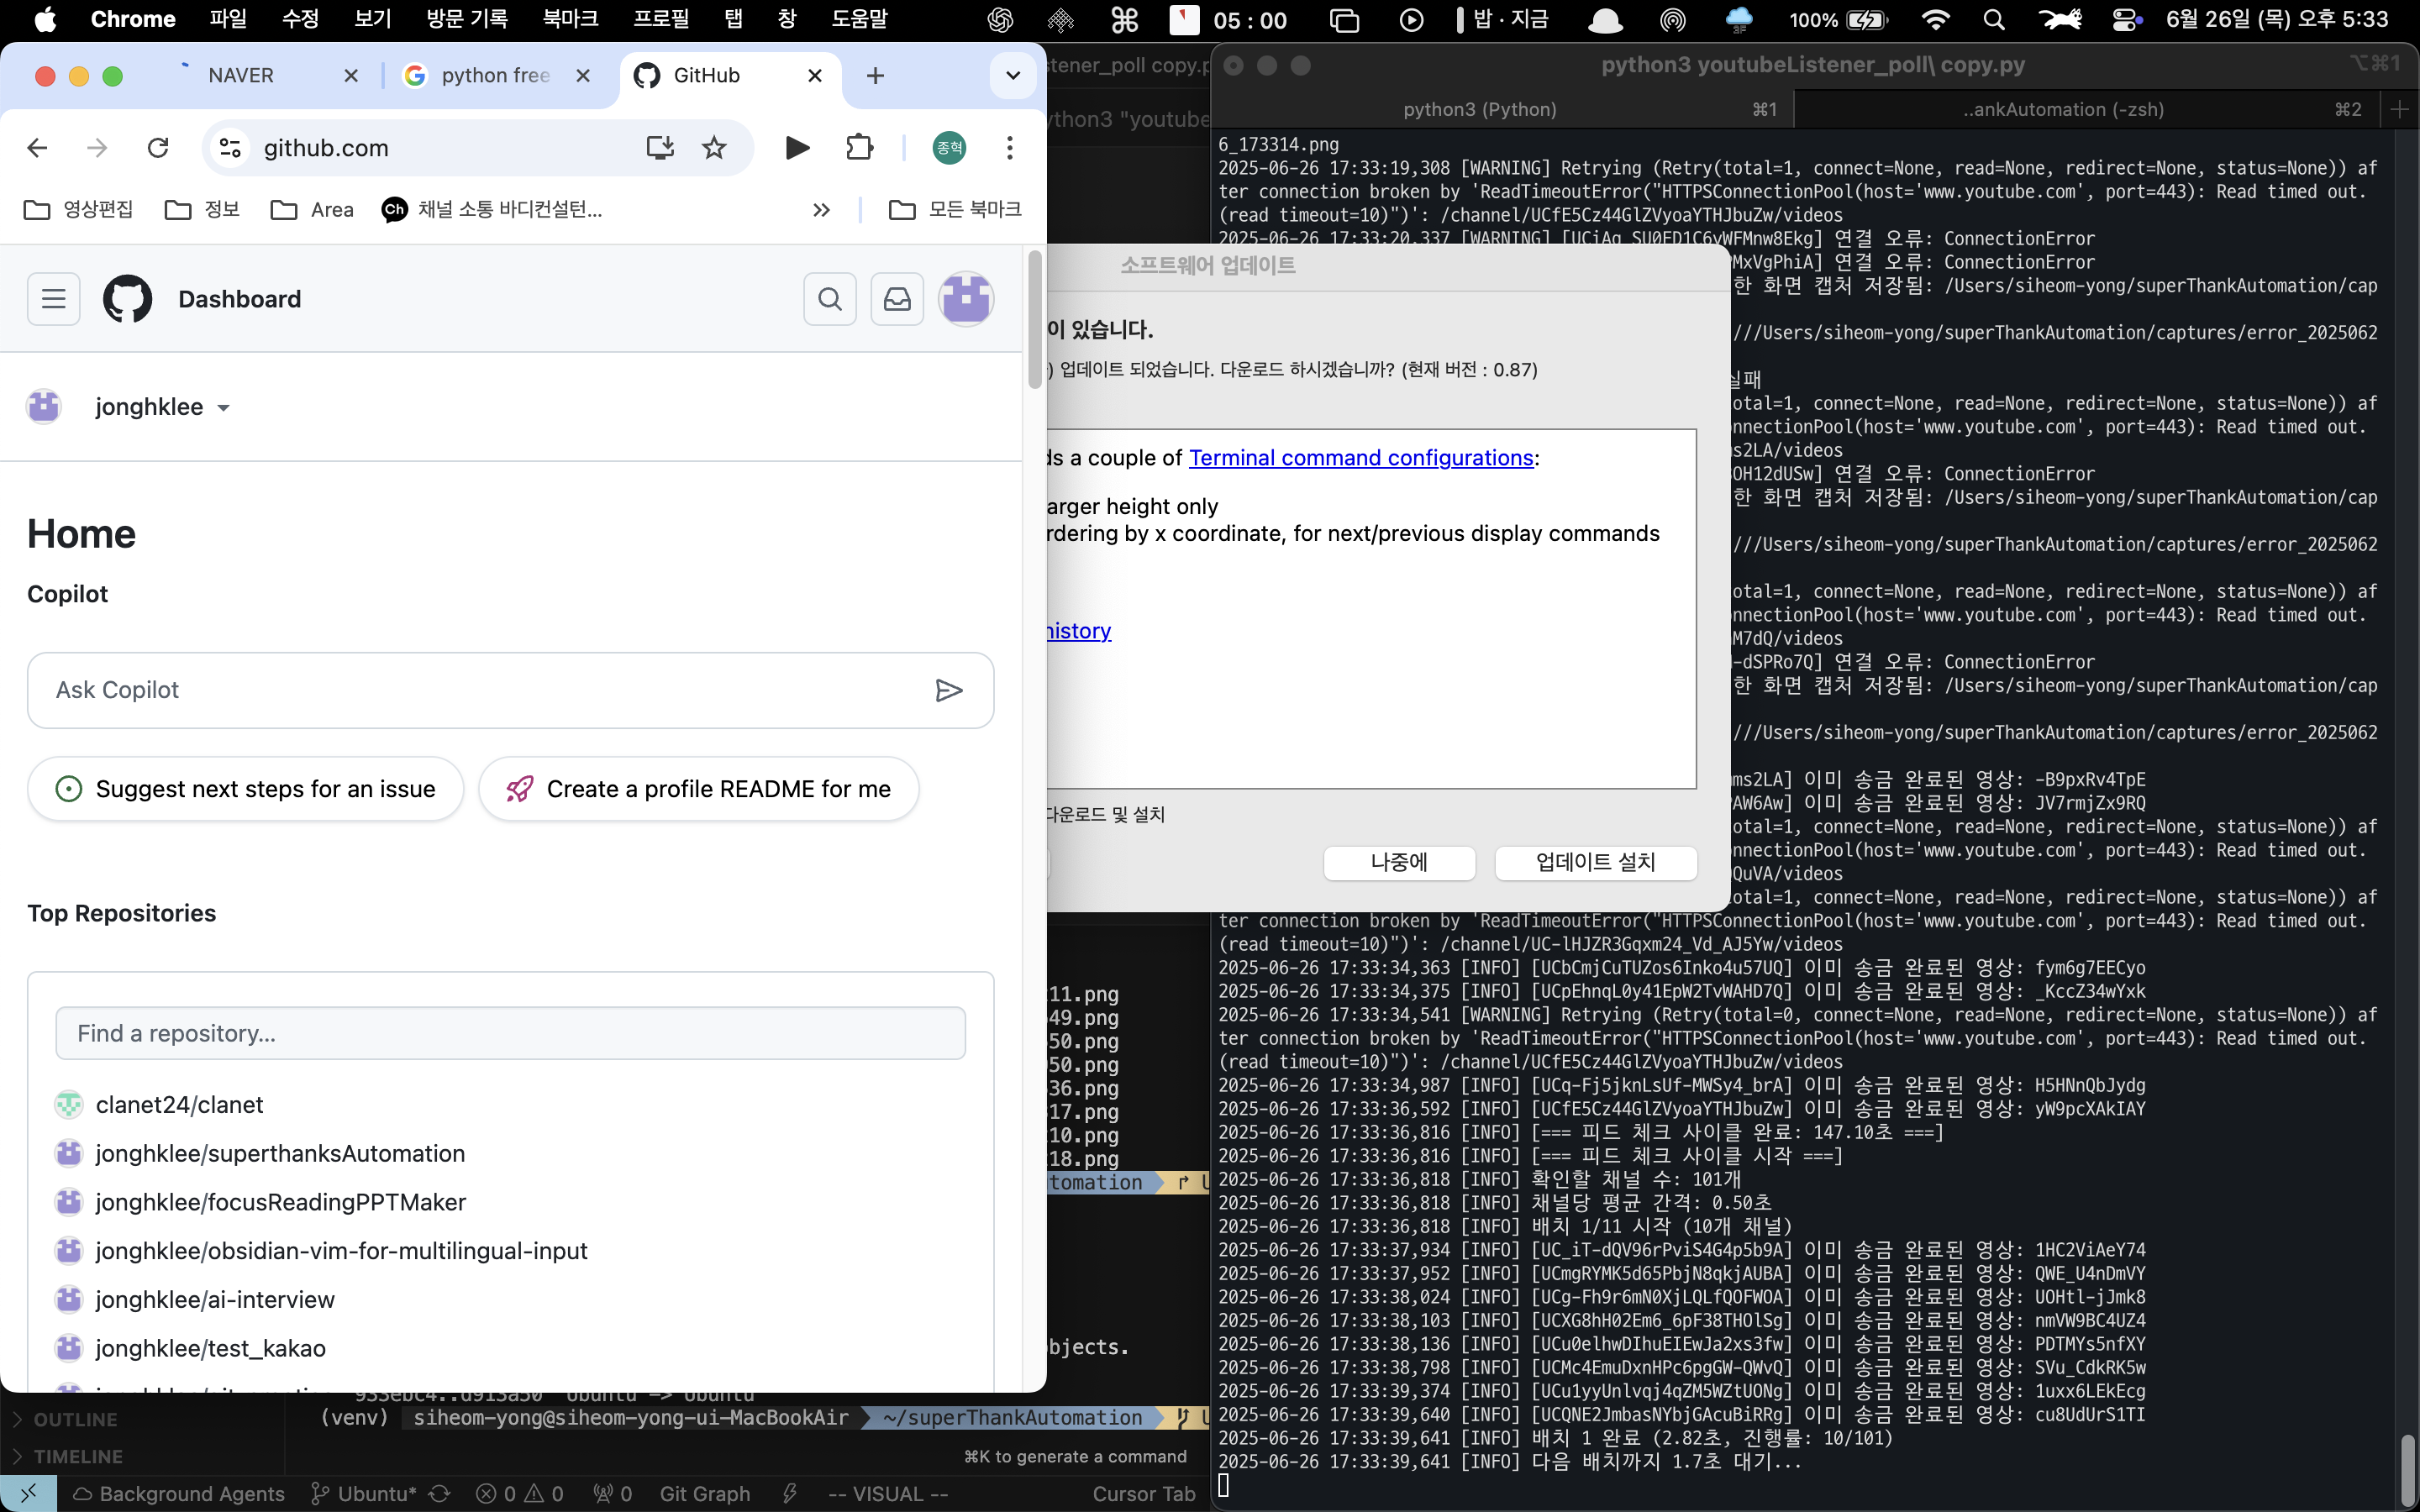 Chrome 파일 수정 보기 방문 기록 북마크 프로필 탭 창 도움말 05 : 00 밥 · 지금 100% 6월 26일 (목) 오후 5:33
NAVER
python free
GitHub
github.com
종혁
영상편집
정보
Area
Ch 채널 소통 바디컨설턴...
모든 북마크
Dashboard
jonghklee
Home
Copilot
Ask Copilot
Suggest next steps for an issue
Create a profile README for me
Top Repositories
Find a repository...
clanet24/clanet
jonghklee/superthanksAutomation
jonghklee/focusReadingPPTMaker
jonghklee/obsidian-vim-for-multilingual-input
jonghklee/ai-interview
jonghklee/test_kakao
stener_poll copy.p
ython3 "youtube
소프트웨어 업데이트
이 있습니다.
) 업데이트 되었습니다. 다운로드 하시겠습니까? (현재 버전 : 0.87)
ds a couple of Terminal command configurations:
arger height only
rdering by x coordinate, for next/previous display commands
history
다운로드 및 설치
나중에
업데이트 설치
11.png
49.png
50.png
50.png
36.png
17.png
10.png
18.png
tomation
bjects.
933ebc4..d913a50 Ubuntu -> Ubuntu
(venv) siheom-yong@siheom-yong-ui-MacBookAir ~/superThankAutomation
OUTLINE
TIMELINE
⌘K to generate a command
Background Agents Ubuntu* 0 0 0 Git Graph -- VISUAL -- Cursor Tab
python3 youtubeListener_poll\ copy.py ⌥⌘1
python3 (Python) ⌘1
..ankAutomation (-zsh) ⌘2
6_173314.png
2025-06-26 17:33:19,308 [WARNING] Retrying (Retry(total=1, connect=None, read=None, redirect=None, status=None)) af
ter connection broken by 'ReadTimeoutError("HTTPSConnectionPool(host='www.youtube.com', port=443): Read timed out.
(read timeout=10)")': /channel/UCfE5Cz44GlZVyoaYTHJbuZw/videos
2025-06-26 17:33:20,337 [WARNING] [UCjAg_SU0FD1C6yWFMnw8Ekg] 연결 오류: ConnectionError
MxVgPhiA] 연결 오류: ConnectionError
한 화면 캡처 저장됨: /Users/siheom-yong/superThankAutomation/cap
///Users/siheom-yong/superThankAutomation/captures/error_2025062
실패
otal=1, connect=None, read=None, redirect=None, status=None)) af
nnectionPool(host='www.youtube.com', port=443): Read timed out.
ms2LA/videos
OH12dUSw] 연결 오류: ConnectionError
한 화면 캡처 저장됨: /Users/siheom-yong/superThankAutomation/cap
///Users/siheom-yong/superThankAutomation/captures/error_2025062
otal=1, connect=None, read=None, redirect=None, status=None)) af
nnectionPool(host='www.youtube.com', port=443): Read timed out.
M7dQ/videos
-dSPRo7Q] 연결 오류: ConnectionError
한 화면 캡처 저장됨: /Users/siheom-yong/superThankAutomation/cap
///Users/siheom-yong/superThankAutomation/captures/error_2025062
ms2LA] 이미 송금 완료된 영상: -B9pxRv4TpE
AW6Aw] 이미 송금 완료된 영상: JV7rmjZx9RQ
otal=1, connect=None, read=None, redirect=None, status=None)) af
nnectionPool(host='www.youtube.com', port=443): Read timed out.
QuVA/videos
otal=1, connect=None, read=None, redirect=None, status=None)) af
ter connection broken by 'ReadTimeoutError("HTTPSConnectionPool(host='www.youtube.com', port=443): Read timed out.
(read timeout=10)")': /channel/UC-lHJZR3Gqxm24_Vd_AJ5Yw/videos
2025-06-26 17:33:34,363 [INFO] [UCbCmjCuTUZos6Inko4u57UQ] 이미 송금 완료된 영상: fym6g7EECyo
2025-06-26 17:33:34,375 [INFO] [UCpEhnqL0y41EpW2TvWAHD7Q] 이미 송금 완료된 영상: _KccZ34wYxk
2025-06-26 17:33:34,541 [WARNING] Retrying (Retry(total=0, connect=None, read=None, redirect=None, status=None)) af
ter connection broken by 'ReadTimeoutError("HTTPSConnectionPool(host='www.youtube.com', port=443): Read timed out.
(read timeout=10)")': /channel/UCfE5Cz44GlZVyoaYTHJbuZw/videos
2025-06-26 17:33:34,987 [INFO] [UCq-Fj5jknLsUf-MWSy4_brA] 이미 송금 완료된 영상: H5HNnQbJydg
2025-06-26 17:33:36,592 [INFO] [UCfE5Cz44GlZVyoaYTHJbuZw] 이미 송금 완료된 영상: yW9pcXAkIAY
2025-06-26 17:33:36,816 [INFO] [=== 피드 체크 사이클 완료: 147.10초 ===]
2025-06-26 17:33:36,816 [INFO] [=== 피드 체크 사이클 시작 ===]
2025-06-26 17:33:36,818 [INFO] 확인할 채널 수: 101개
2025-06-26 17:33:36,818 [INFO] 채널당 평균 간격: 0.50초
2025-06-26 17:33:36,818 [INFO] 배치 1/11 시작 (10개 채널)
2025-06-26 17:33:37,934 [INFO] [UC_iT-dQV96rPviS4G4p5b9A] 이미 송금 완료된 영상: 1HC2ViAeY74
2025-06-26 17:33:37,952 [INFO] [UCmgRYMK5d65PbjN8qkjAUBA] 이미 송금 완료된 영상: QWE_U4nDmVY
2025-06-26 17:33:38,024 [INFO] [UCg-Fh9r6mN0XjLQLfQOFWOA] 이미 송금 완료된 영상: UOHtl-jJmk8
2025-06-26 17:33:38,103 [INFO] [UCXG8hH02Em6_6pF38THOlSg] 이미 송금 완료된 영상: nmVW9BC4UZ4
2025-06-26 17:33:38,136 [INFO] [UCu0elhwDIhuEIEwJa2xs3fw] 이미 송금 완료된 영상: PDTMYs5nfXY
2025-06-26 17:33:38,798 [INFO] [UCMc4EmuDxnHPc6pgGW-QWvQ] 이미 송금 완료된 영상: SVu_CdkRK5w
2025-06-26 17:33:39,374 [INFO] [UCu1yyUnlvqj4qZM5WZtUONg] 이미 송금 완료된 영상: 1uxx6LEkEcg
2025-06-26 17:33:39,640 [INFO] [UCQNE2JmbasNYbjGAcuBiRRg] 이미 송금 완료된 영상: cu8UdUrS1TI
2025-06-26 17:33:39,641 [INFO] 배치 1 완료 (2.82초, 진행률: 10/101)
2025-06-26 17:33:39,641 [INFO] 다음 배치까지 1.7초 대기...